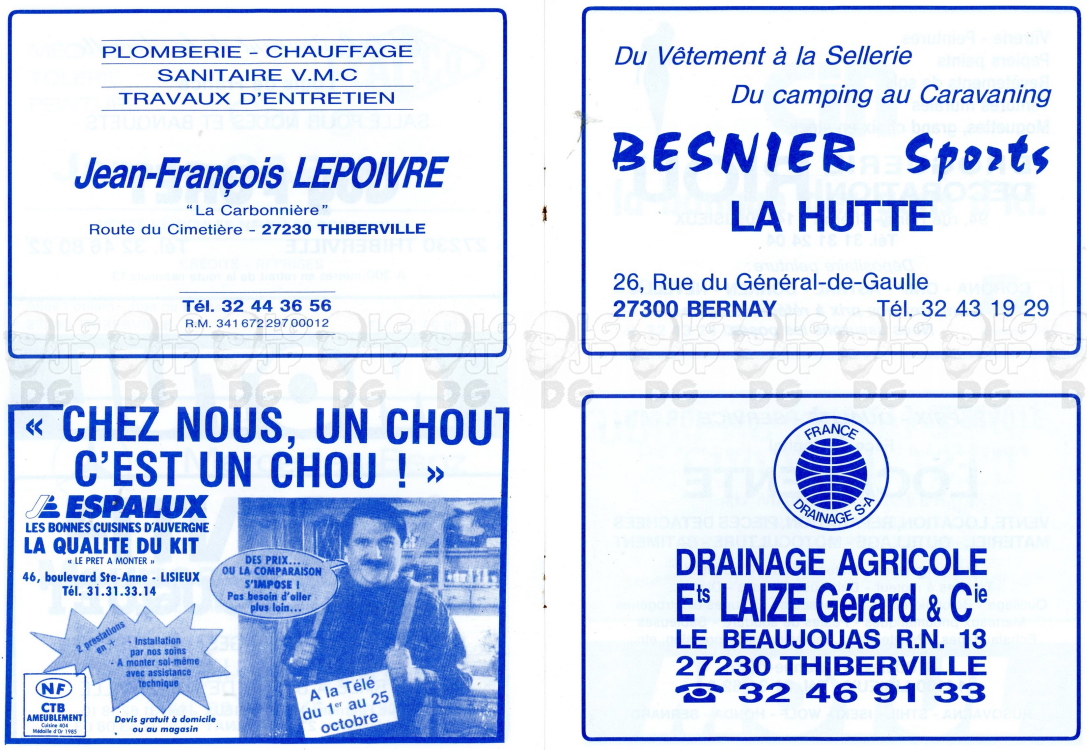 PLOMBERIE - CHAUFFAGE
SANITAIRE V.M.C
TRAVAUX D'ENTRETIEN
Jean-François LEPOIVRE
"La Carbonnière"
Route du Cimetière - 27230 THIBERVILLE
Tél. 32 44 36 56
R.M. 341 672 297 00012
Du Vêtement à la Sellerie
Du camping au Caravaning
BESNIER Sports
LA HUTTE
26, Rue du Général-de-Gaulle
27300 BERNAY Tél. 32 43 19 29
« CHEZ NOUS, UN CHOU
C'EST UN CHOU ! »
ESPALUX
LES BONNES CUISINES D'AUVERGNE
LA QUALITE DU KIT
« LE PRET A MONTER »
46, boulevard Ste-Anne - LISIEUX
Tél. 31.31.33.14
DES PRIX...
OU LA COMPARAISON
S'IMPOSE !
Pas besoin d'aller
plus loin...
2 prestations
en +
- Installation
par nos soins
- A monter soi-même
avec assistance
technique
NF
CTB
AMEUBLEMENT
Cuisine 404
Médaille d'Or 1985
Devis gratuit à domicile
ou au magasin
A la Télé
du 1er au 25
octobre
FRANCE
DRAINAGE S-A
DRAINAGE AGRICOLE
Ets LAIZE Gérard & Cie
LE BEAUJOUAS R.N. 13
27230 THIBERVILLE
☎ 32 46 91 33